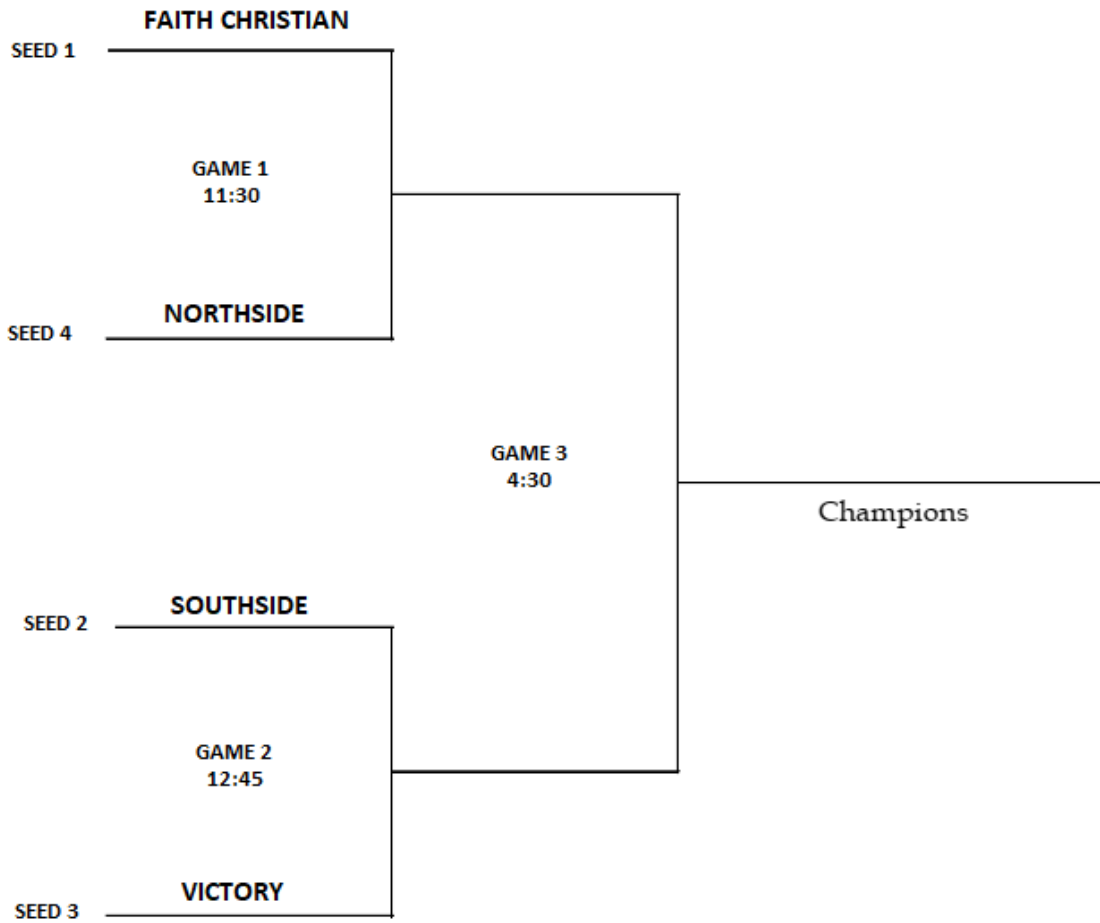 FAITH CHRISTIAN
SEED 1
GAME 1
11:30
NORTHSIDE
SEED 4
GAME 3
4:30
Champions
SOUTHSIDE
SEED 2
GAME 2
12:45
VICTORY
SEED 3